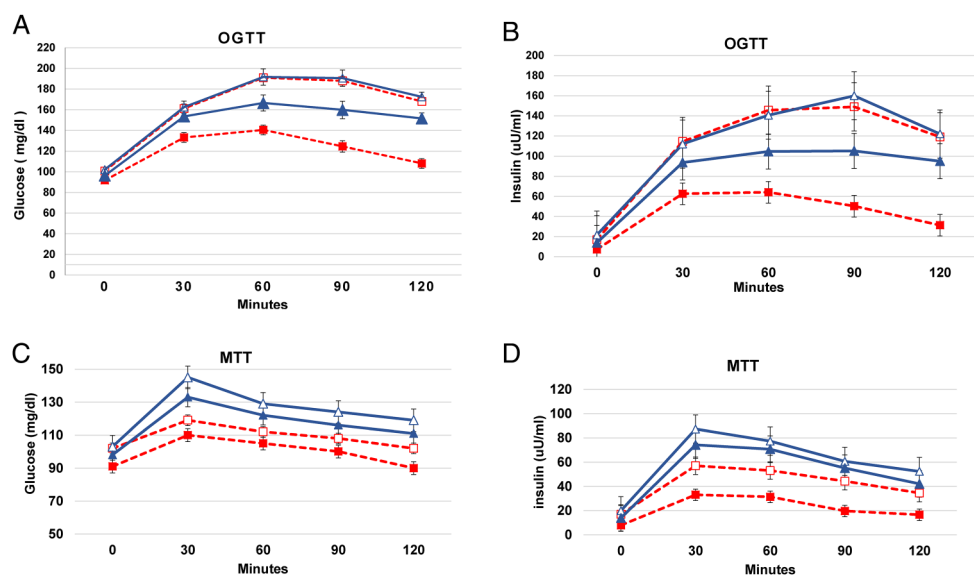 A
OGTT
Glucose ( mg/dl )
220
200
180
160
140
120
100
80
60
40
20
0
0 30 60 90 120
Minutes
B
OGTT
Insulin (uU/ml)
200
180
160
140
120
100
80
60
40
20
0
0 30 60 90 120
Minutes
C
MTT
Glucose (mg/dl)
150
130
110
90
70
50
0 30 60 90 120
Minutes
D
MTT
insulin (uU/ml)
120
100
80
60
40
20
0
0 30 60 90 120
Minutes